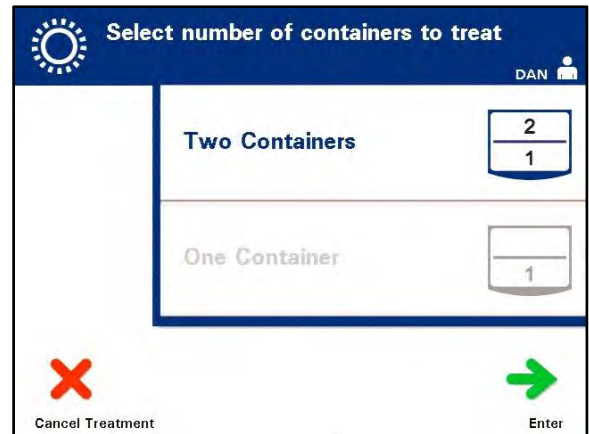 Select number of containers to treat
DAN
Two Containers
2
1
One Container
1
Cancel Treatment
Enter